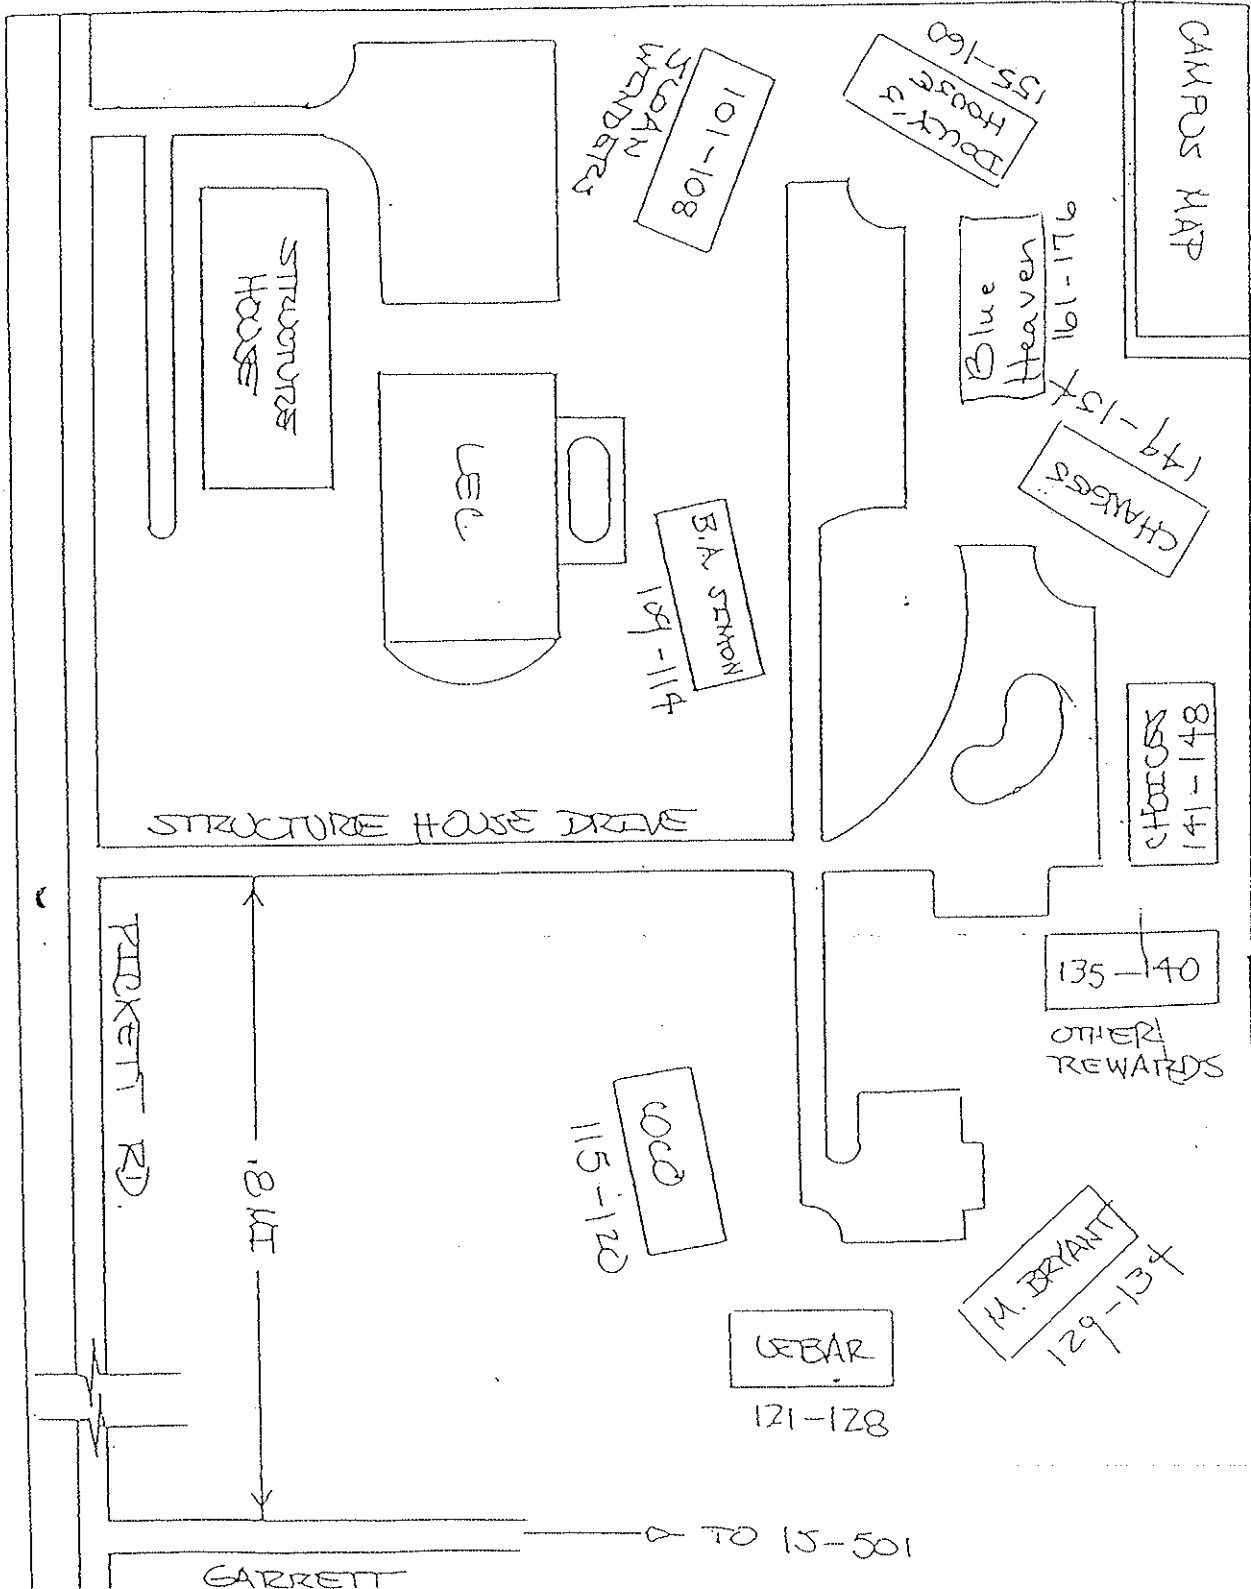 CAMPUS MAP
155-160
DOLLY'S
HOUSE
101-108
SLOAN
WANDERS
Blue
Heaven
161-176
STRUCTURE
HOUSE
LEC.
149-154
CHANGES
B.A. SIMON
109-114
CHOICES
141-148
STRUCTURE HOUSE DRIVE
PICKETT RD.
135-140
OTHER
REWARDS
COCO
115-120
.8 MI
M. BRYANT
129-134
LEBAR
121-128
TO 15-501
GARRETT